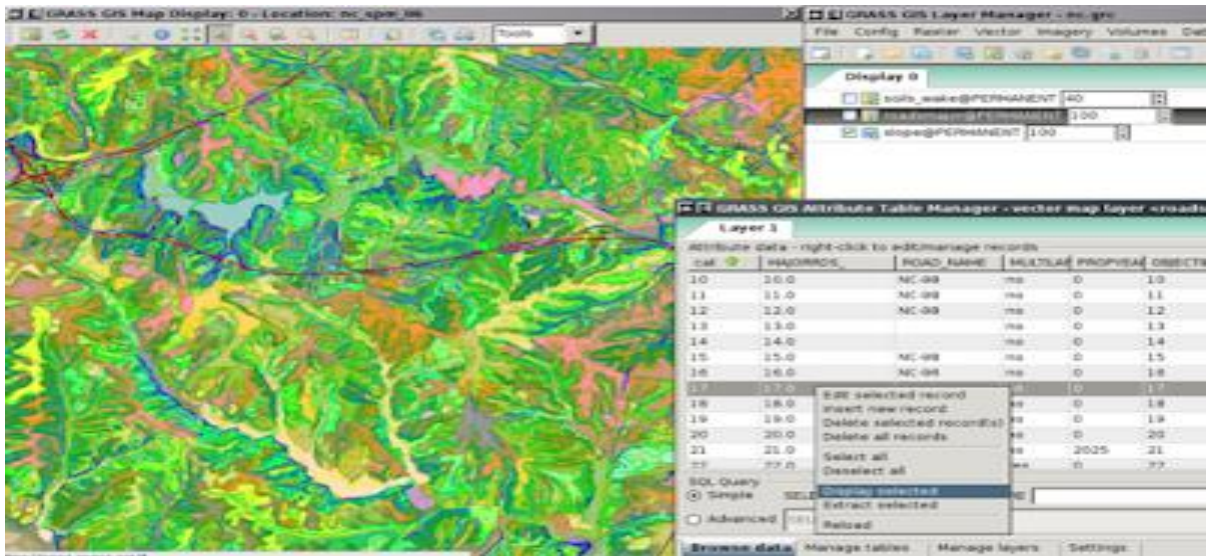 GRASS GIS Map Display: 0 - Location: nc_spm_06
Tools
GRASS GIS Layer Manager - nc.grc
File Config Raster Vector Imagery Volumes Dat
Display 0
soils_wake@PERMANENT 40
roadsmajor@PERMANENT 100
slope@PERMANENT 100
GRASS GIS Attribute Table Manager - vector map layer <roads
Layer 1
Attribute data - right-click to edit/manage records
cat MAJORRDS_ ROAD_NAME MULTILAN PROPYEAR OBJECTID
10 10.0 NC-98 no 0 10
11 11.0 NC-98 no 0 11
12 12.0 NC-98 no 0 12
13 13.0 no 0 13
14 14.0 no 0 14
15 15.0 NC-98 no 0 15
16 16.0 NC-98 no 0 16
17 17.0 0 17
18 18.0 0 18
19 19.0 0 19
20 20.0 0 20
21 21.0 2025 21
22 22.0 0 22
Edit selected record
Insert new record
Delete selected record(s)
Delete all records
Select all
Deselect all
Display selected
Extract selected
Reload
SQL Query
Simple
Advanced
Browse data Manage tables Manage layers Settings